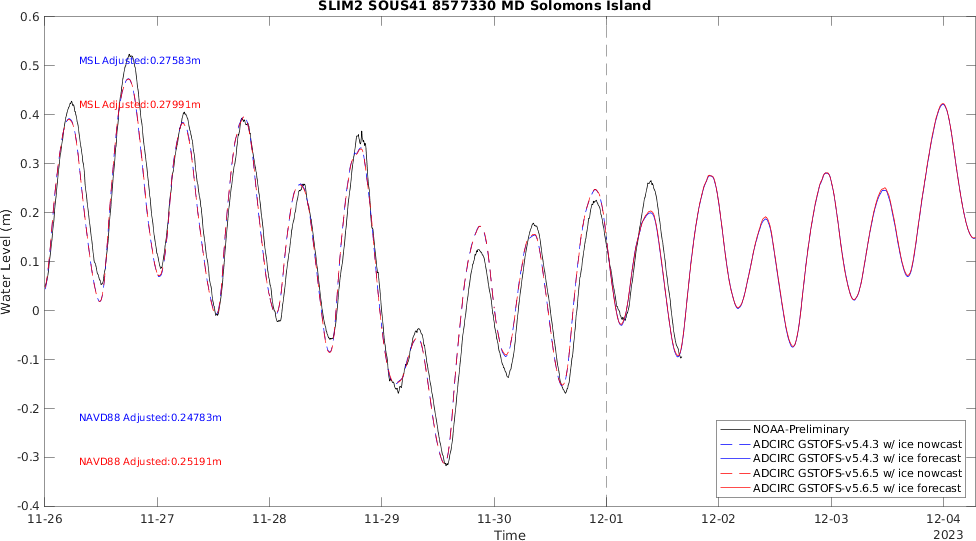 SLIM2 SOUS41 8577330 MD Solomons Island
0.6
0.5
0.4
0.3
0.2
0.1
0
-0.1
-0.2
-0.3
-0.4
Water Level (m)
MSL Adjusted:0.27583m
MSL Adjusted:0.27991m
NAVD88 Adjusted:0.24783m
NAVD88 Adjusted:0.25191m
NOAA-Preliminary
ADCIRC GSTOFS-v5.4.3 w/ ice nowcast
ADCIRC GSTOFS-v5.4.3 w/ ice forecast
ADCIRC GSTOFS-v5.6.5 w/ ice nowcast
ADCIRC GSTOFS-v5.6.5 w/ ice forecast
11-26 11-27 11-28 11-29 11-30 12-01 12-02 12-03 12-04
Time 2023